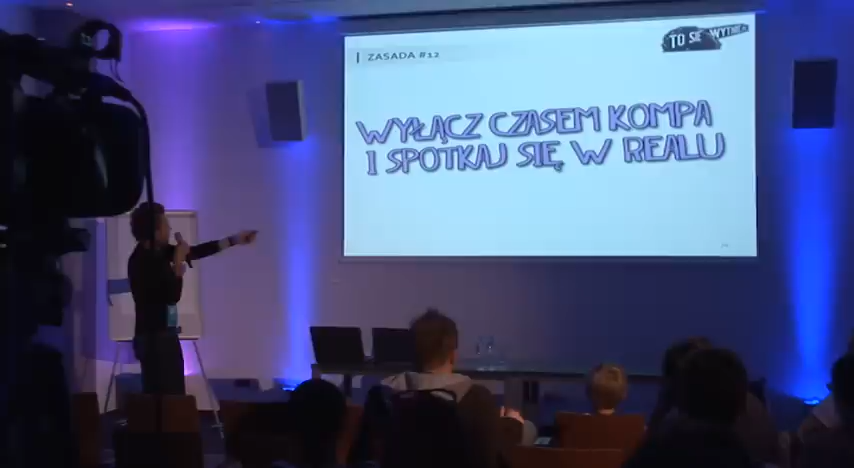 ZASADA #12
TO SIĘ WYTNIE
WYŁĄCZ CZASEM KOMPA
I SPOTKAJ SIĘ W REALU